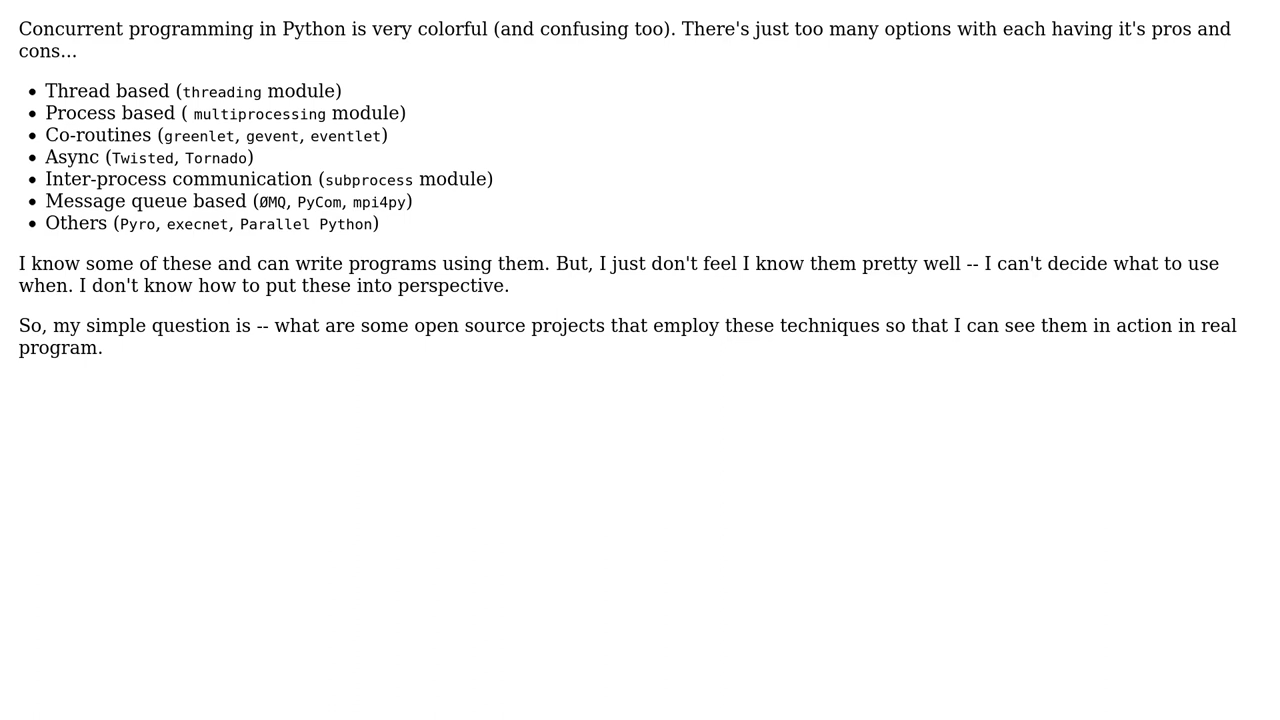 Concurrent programming in Python is very colorful (and confusing too). There's just too many options with each having it's pros and
cons...
• Thread based (threading module)
• Process based ( multiprocessing module)
• Co-routines (greenlet, gevent, eventlet)
• Async (Twisted, Tornado)
• Inter-process communication (subprocess module)
• Message queue based (ØMQ, PyCom, mpi4py)
• Others (Pyro, execnet, Parallel Python)
I know some of these and can write programs using them. But, I just don't feel I know them pretty well -- I can't decide what to use
when. I don't know how to put these into perspective.
So, my simple question is -- what are some open source projects that employ these techniques so that I can see them in action in real
program.